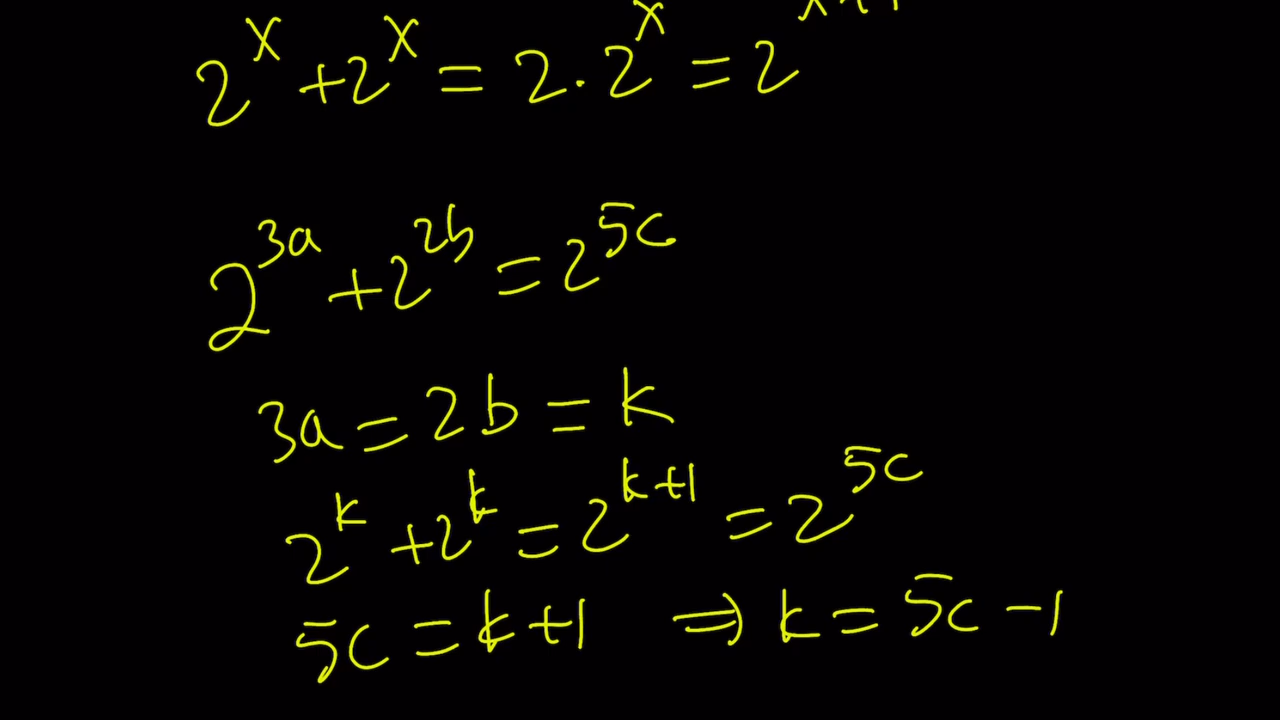 2^x + 2^x = 2 · 2^x = 2^x+1
2^3a + 2^2b = 2^5c
3a = 2b = k
2^k + 2^k = 2^k+1 = 2^5c
5c = k+1 ⇒ k = 5c − 1